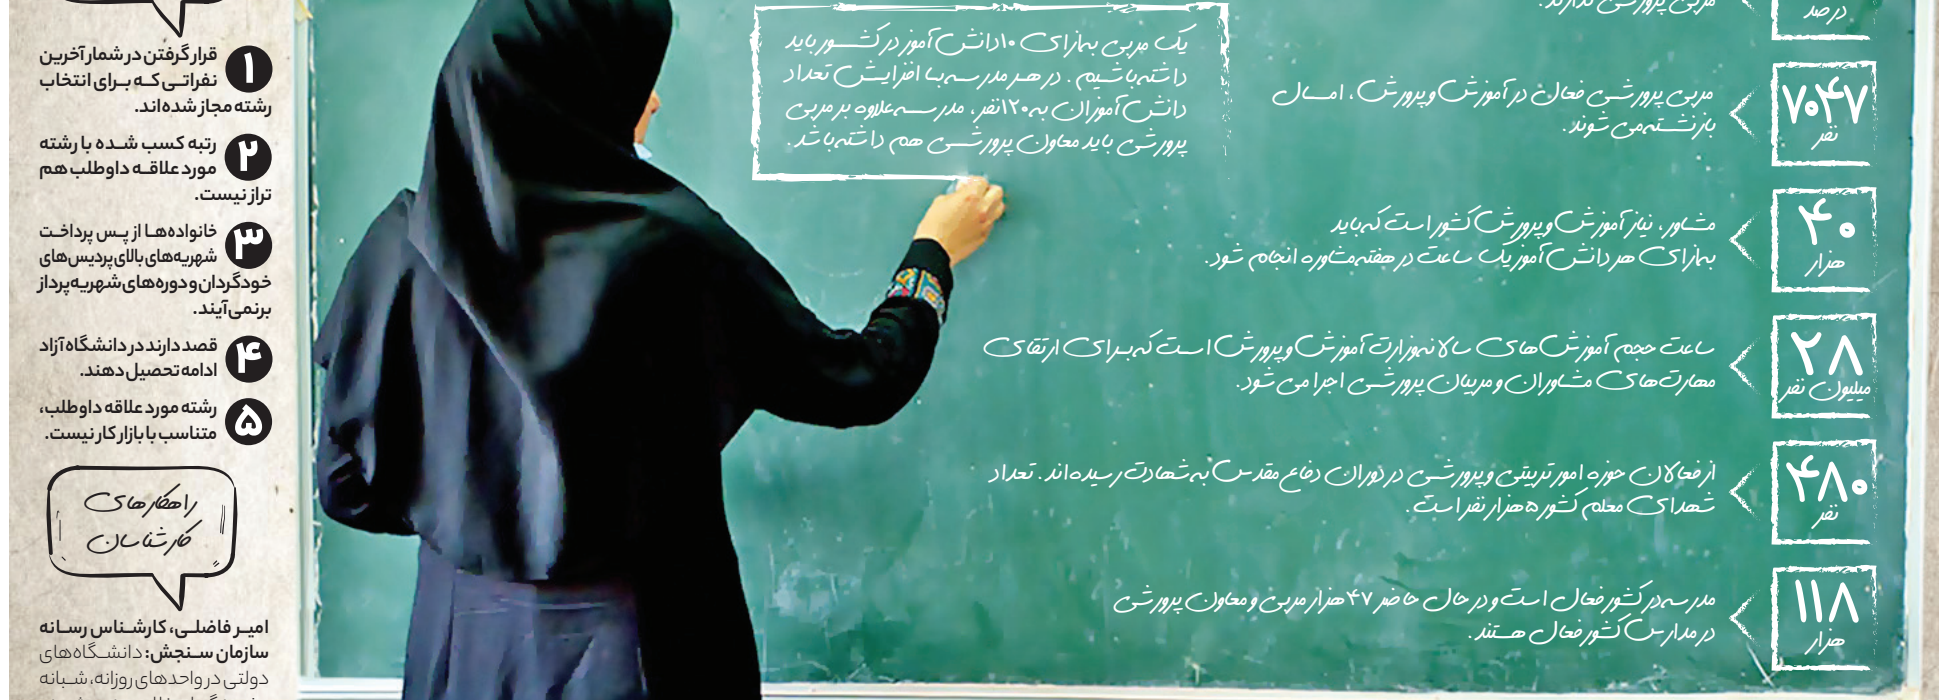 مربی پرورشی ندارند.
درصد
مربی پرورشی فعال در آموزش و پرورش، امسال
بازنشسته می شوند.
۷۰۴۷
نفر
مشاور، نیاز آموزش و پرورش کشور است که باید
به ازای هر دانش آموز یک ساعت در هفته مشاوره انجام شود.
۴۰
هزار
ساعت حجم آموزش های سالانه وزارت آموزش و پرورش است که برای ارتقای
مهارت های مشاوران و مربیان پرورشی اجرا می شود.
۲۸
میلیون نفر
از فعالان حوزه امور تربیتی و پرورشی در دوران دفاع مقدس به شهادت رسیده اند. تعداد
شهدای معلم کشور ۵ هزار نفر است.
۴۸۰
نفر
مدرسه در کشور فعال است و در حال حاضر ۴۷ هزار مربی و معاون پرورشی
در مدارس کشور فعال هستند.
۱۱۸
هزار
یک مربی به ازای ۱۰ دانش آموز در کشور باید
داشته باشیم. در هر مدرسه با افزایش تعداد
دانش آموزان به ۱۲۰ نفر، مدرسه علاوه بر مربی
پرورشی باید معاون پرورشی هم داشته باشد.
۱
قرار گرفتن در شمار آخرین
نفراتی که برای انتخاب
رشته مجاز شده‌اند.
۲
رتبه کسب شده با رشته
مورد علاقه داوطلب هم
تراز نیست.
۳
خانواده‌ها از پس پرداخت
شهریه‌های بالای پردیس‌های
خودگردان و دوره‌های شهریه‌پرداز
برنمی‌آیند.
۴
قصد دارند در دانشگاه آزاد
ادامه تحصیل دهند.
۵
رشته مورد علاقه داوطلب،
متناسب با بازار کار نیست.
راهکارهای
کارشناسان
امیر فاضلی، کارشناس رسانه
سازمان سنجش: دانشگاه‌های
دولتی در واحدهای روزانه، شبانه